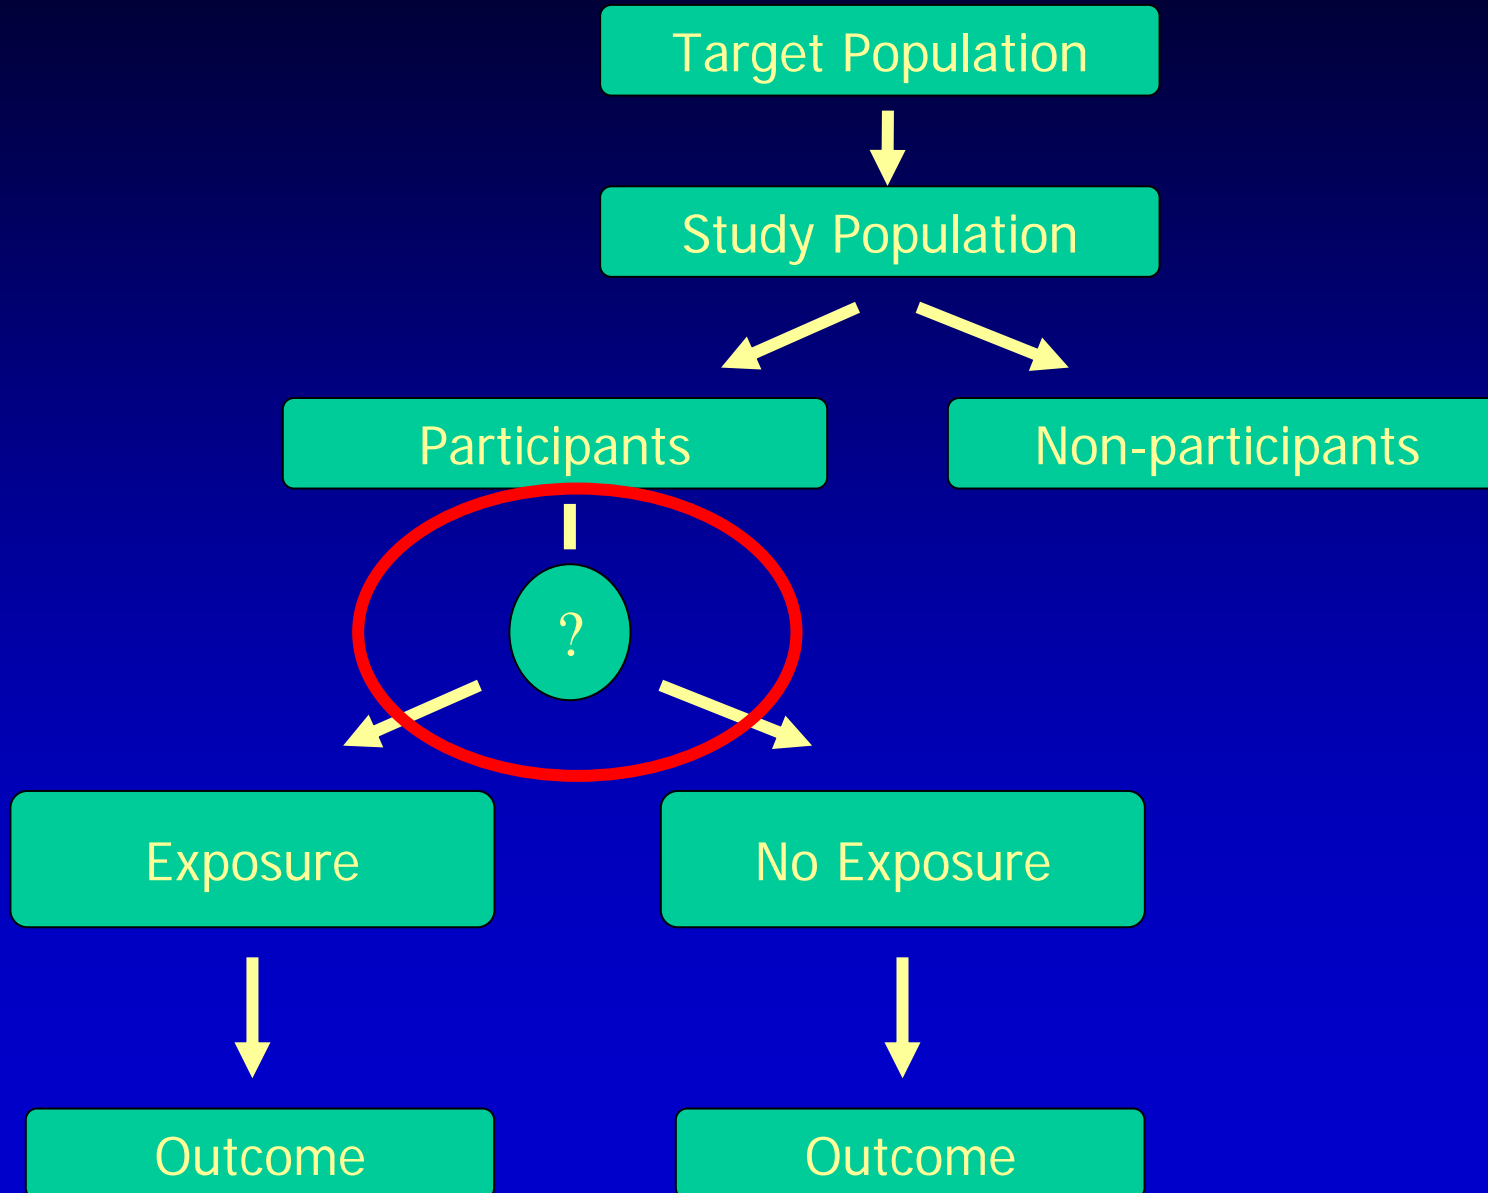 Target Population
Study Population
Participants
Non-participants
?
Exposure
No Exposure
Outcome
Outcome